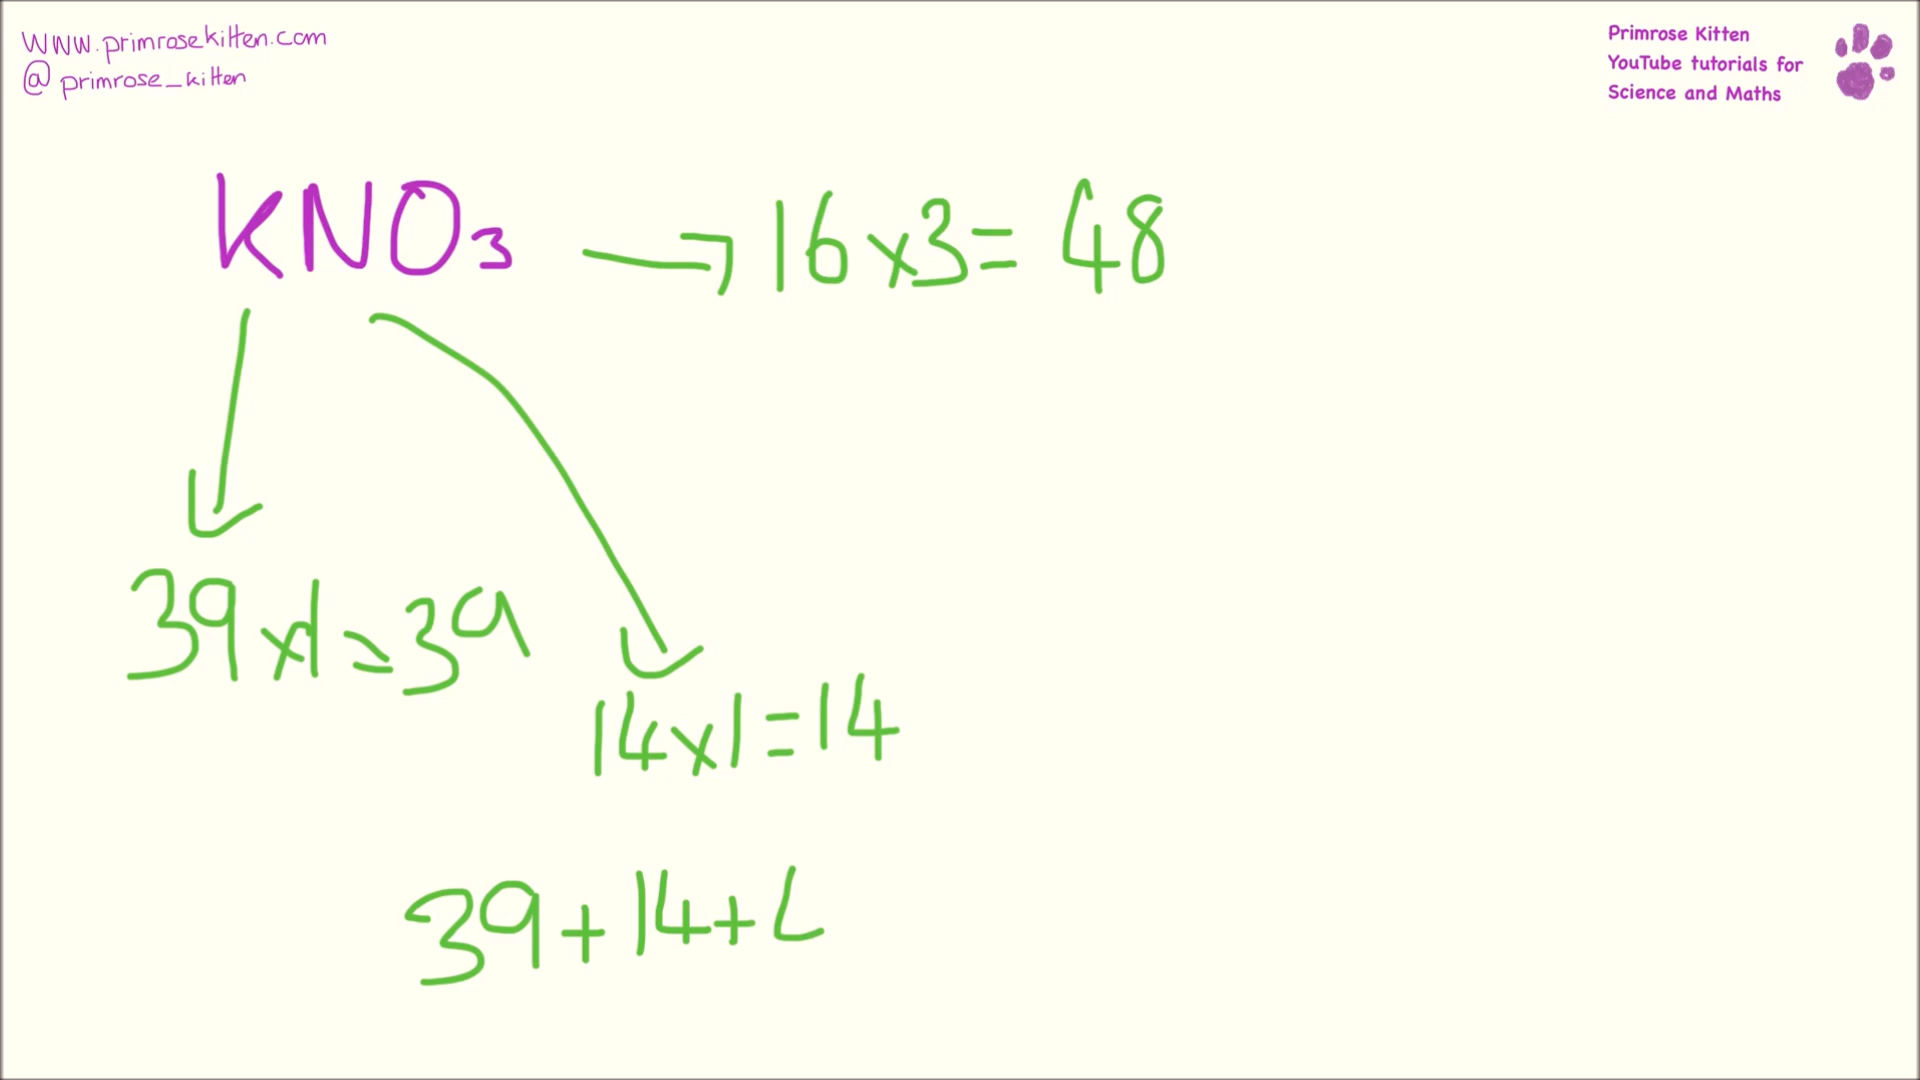 www.primrosekitten.com
@primrose_kitten
Primrose Kitten
YouTube tutorials for
Science and Maths
KNO₃ → 16x3= 48
39x1=39
14x1=14
39+14+